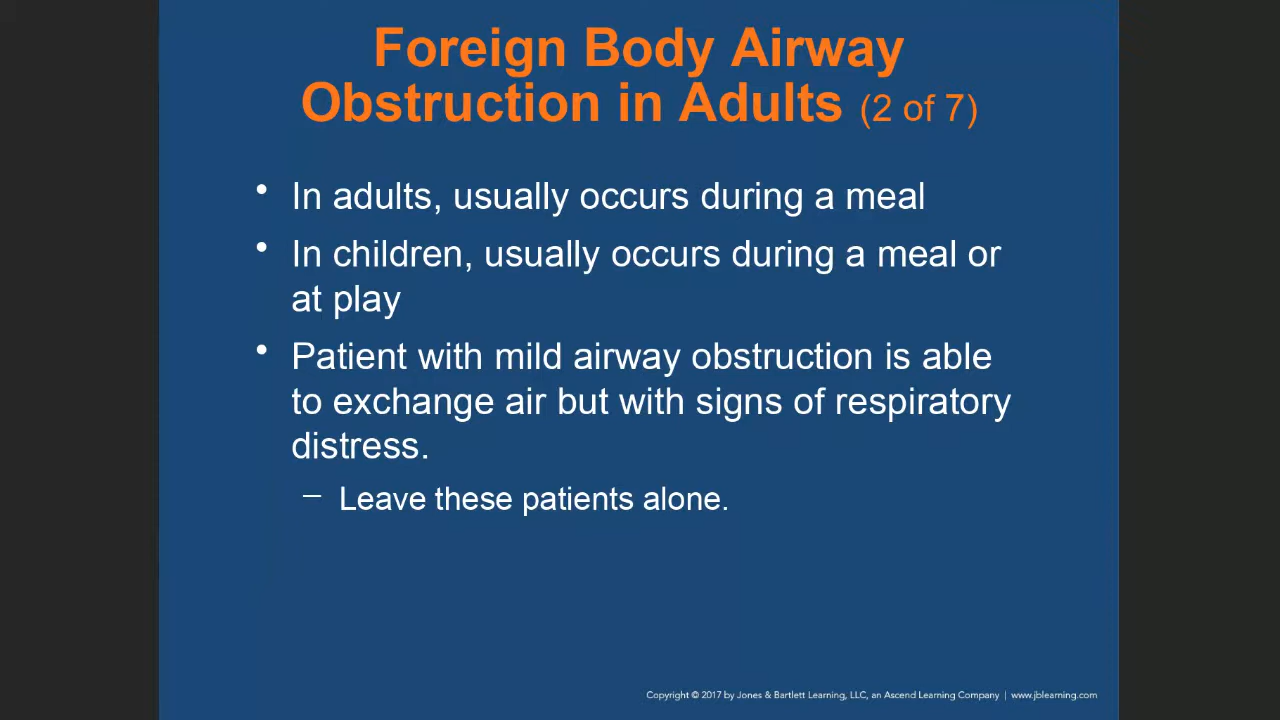 Foreign Body Airway
Obstruction in Adults (2 of 7)
• In adults, usually occurs during a meal
• In children, usually occurs during a meal or
at play
• Patient with mild airway obstruction is able
to exchange air but with signs of respiratory
distress.
– Leave these patients alone.
Copyright © 2017 by Jones & Bartlett Learning, LLC, an Ascend Learning Company | www.jblearning.com